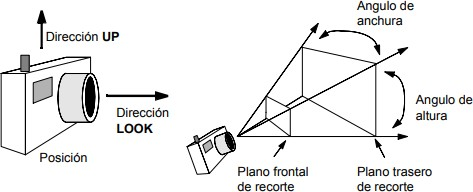 Dirección UP
Dirección
LOOK
Posición
Angulo de
anchura
Angulo de
altura
Plano frontal
de recorte
Plano trasero
de recorte